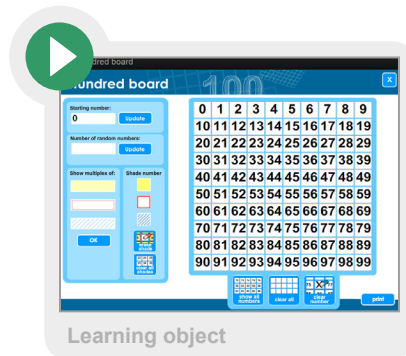 dred board
undred board
100
X
Starting number:
0
Update
Number of random numbers:
Update
Show multiples of:
Shade number
OK
clear all
shades
0 1 2 3 4 5 6 7 8 9
10 11 12 13 14 15 16 17 18 19
20 21 22 23 24 25 26 27 28 29
30 31 32 33 34 35 36 37 38 39
40 41 42 43 44 45 46 47 48 49
50 51 52 53 54 55 56 57 58 59
60 61 62 63 64 65 66 67 68 69
70 71 72 73 74 75 76 77 78 79
80 81 82 83 84 85 86 87 88 89
90 91 92 93 94 95 96 97 98 99
show all
numbers
clear all
clear
number
print
Learning object